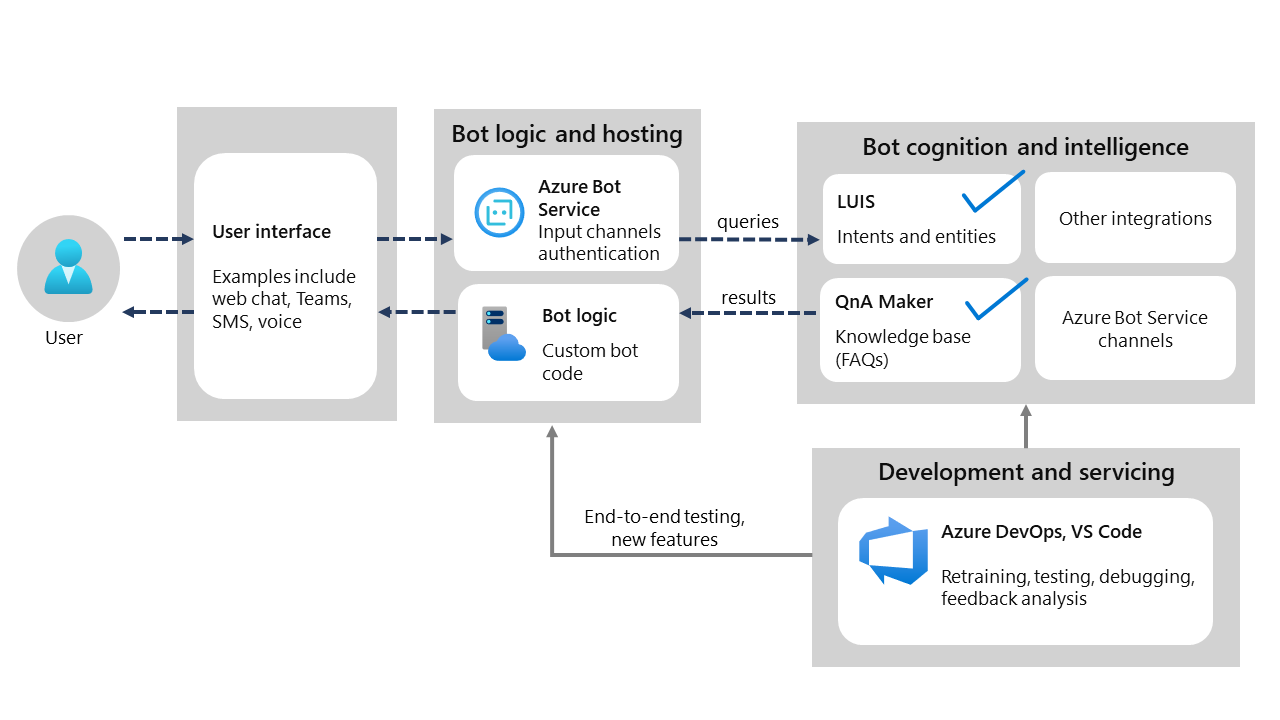 User
User interface
Examples include
web chat, Teams,
SMS, voice
Bot logic and hosting
Azure Bot
Service
Input channels
authentication
Bot logic
Custom bot
code
queries
results
Bot cognition and intelligence
LUIS
Intents and entities
Other integrations
QnA Maker
Knowledge base
(FAQs)
Azure Bot Service
channels
End-to-end testing,
new features
Development and servicing
Azure DevOps, VS Code
Retraining, testing, debugging,
feedback analysis